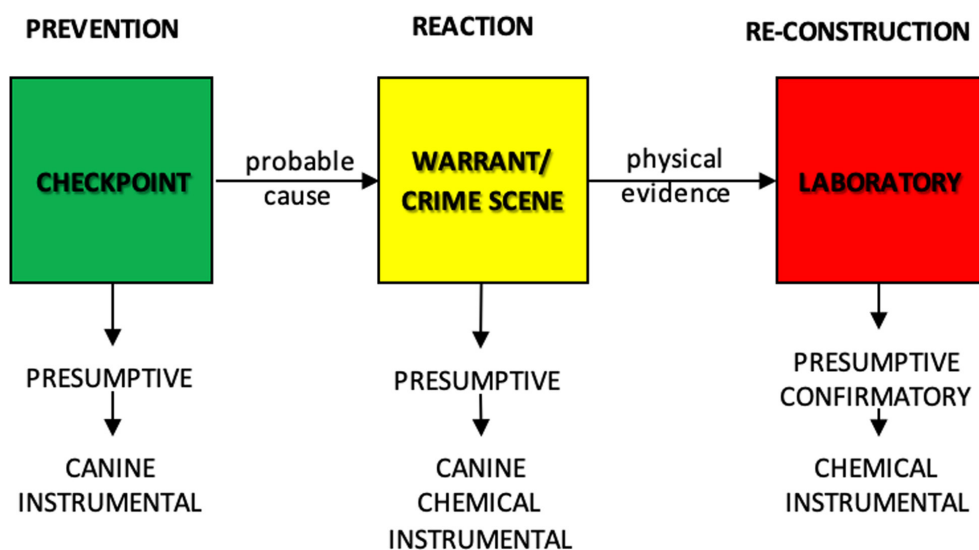 PREVENTION
REACTION
RE-CONSTRUCTION
CHECKPOINT
probable
cause
WARRANT/
CRIME SCENE
physical
evidence
LABORATORY
PRESUMPTIVE
CANINE
INSTRUMENTAL
PRESUMPTIVE
CANINE
CHEMICAL
INSTRUMENTAL
PRESUMPTIVE
CONFIRMATORY
CHEMICAL
INSTRUMENTAL